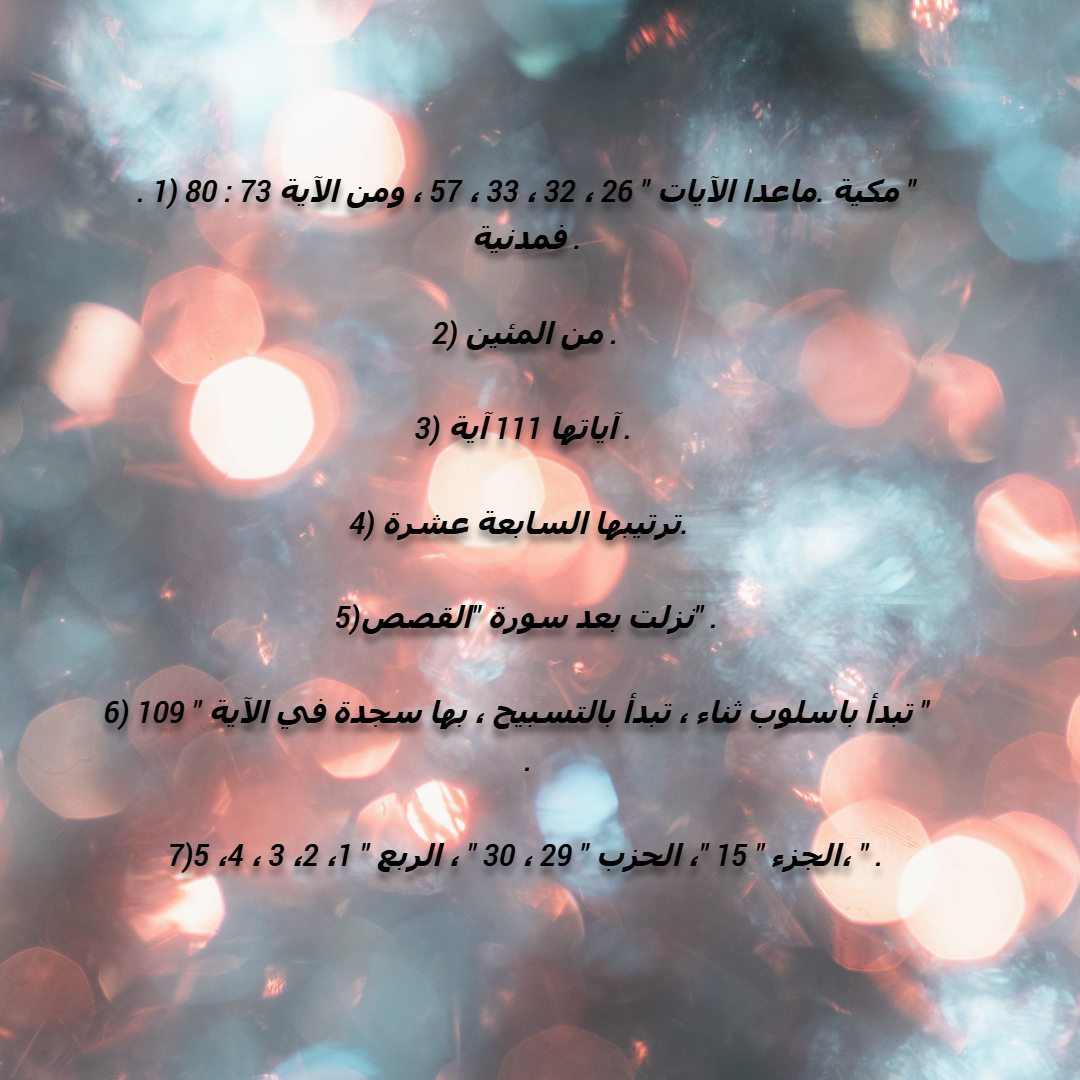 1) مكية .ماعدا الآيات " 26 ، 32 ، 33 ، 57 ، ومن الآية 73 : 80 " .
فمدنية .
2) من المئين .
3) آياتها 111 آية .
4) ترتيبها السابعة عشرة.
5)نزلت بعد سورة "القصص" .
6) تبدأ باسلوب ثناء ، تبدأ بالتسبيح ، بها سجدة في الآية " 109 "
.
7)الجزء " 15 "، الحزب " 29 ، 30 " ، الربع " 1، 2، 3 ، 4، 5 "، .